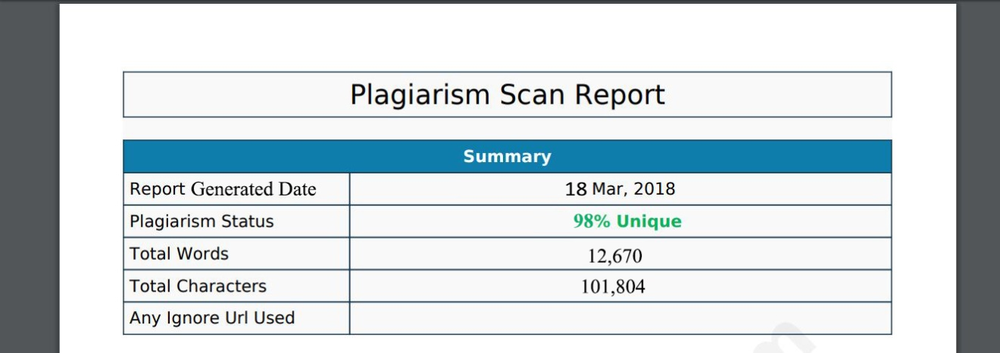 Plagiarism Scan Report
Summary
Report Generated Date 18 Mar, 2018
Plagiarism Status 98% Unique
Total Words 12,670
Total Characters 101,804
Any Ignore Url Used